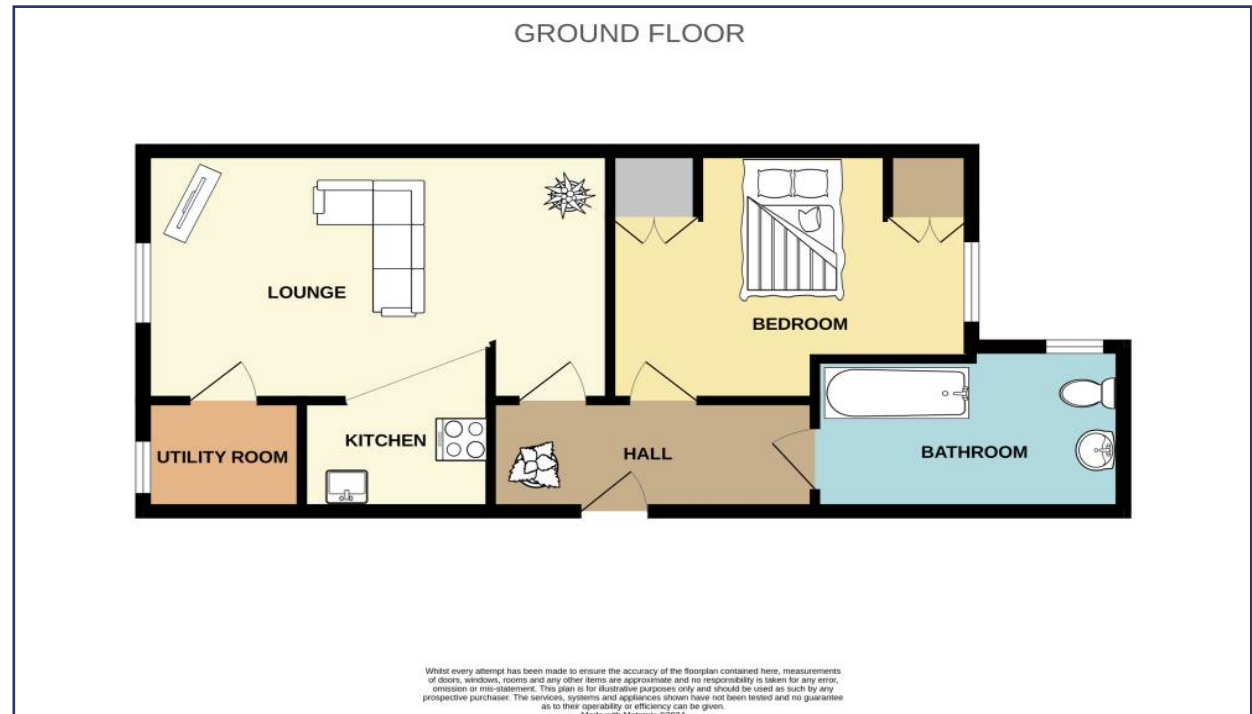 GROUND FLOOR
LOUNGE
BEDROOM
KITCHEN
UTILITY ROOM
HALL
BATHROOM
Whilst every attempt has been made to ensure the accuracy of the floorplan contained here, measurements
of doors, windows, rooms and any other items are approximate and no responsibility is taken for any error,
omission or mis-statement. This plan is for illustrative purposes only and should be used as such by any
prospective purchaser. The services, systems and appliances shown have not been tested and no guarantee
as to their operability or efficiency can be given.
Made with Metropix ©2024